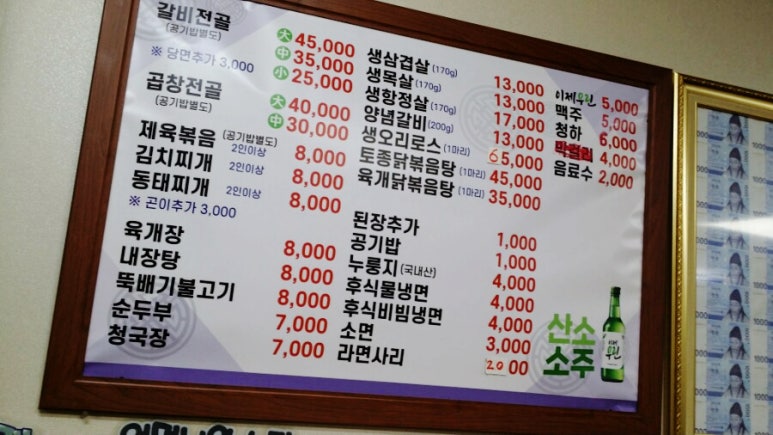 갈비전골 大 45,000
(공기밥별도) 中 35,000
※ 당면추가 3,000 小 25,000
곱창전골 大 40,000
(공기밥별도) 中 30,000
제육볶음 (공기밥별도) 2인이상 8,000
김치찌개 2인이상 8,000
동태찌개 2인이상 8,000
※ 곤이추가 3,000
육개장 8,000
내장탕 8,000
뚝배기불고기 8,000
순두부 7,000
청국장 7,000
생삼겹살 (170g) 13,000
생목살 (170g) 13,000
생항정살 (170g) 17,000
양념갈비 (200g) 13,000
생오리로스 (1마리) 65,000
토종닭볶음탕 (1마리) 45,000
육개닭볶음탕 (1마리) 35,000
된장추가 1,000
공기밥 1,000
누룽지 (국내산) 4,000
후식물냉면 4,000
후식비빔냉면 4,000
소면 3,000
라면사리 2000
이제우린 5,000
맥주 5,000
청하 6,000
막걸리 4,000
음료수 2,000
산소
소주
이제
우린